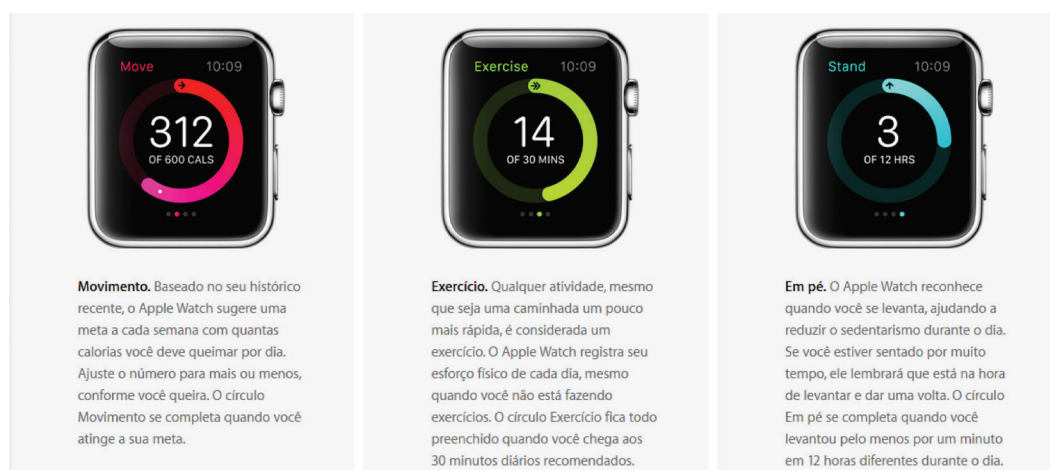 Move 10:09
312
OF 600 CALS
Movimento. Baseado no seu histórico
recente, o Apple Watch sugere uma
meta a cada semana com quantas
calorias você deve queimar por dia.
Ajuste o número para mais ou menos,
conforme você queira. O círculo
Movimento se completa quando você
atinge a sua meta.
Exercise 10:09
14
OF 30 MINS
Exercício. Qualquer atividade, mesmo
que seja uma caminhada um pouco
mais rápida, é considerada um
exercício. O Apple Watch registra seu
esforço físico de cada dia, mesmo
quando você não está fazendo
exercícios. O círculo Exercício fica todo
preenchido quando você chega aos
30 minutos diários recomendados.
Stand 10:09
3
OF 12 HRS
Em pé. O Apple Watch reconhece
quando você se levanta, ajudando a
reduzir o sedentarismo durante o dia.
Se você estiver sentado por muito
tempo, ele lembrará que está na hora
de levantar e dar uma volta. O círculo
Em pé se completa quando você
levantou pelo menos por um minuto
em 12 horas diferentes durante o dia.